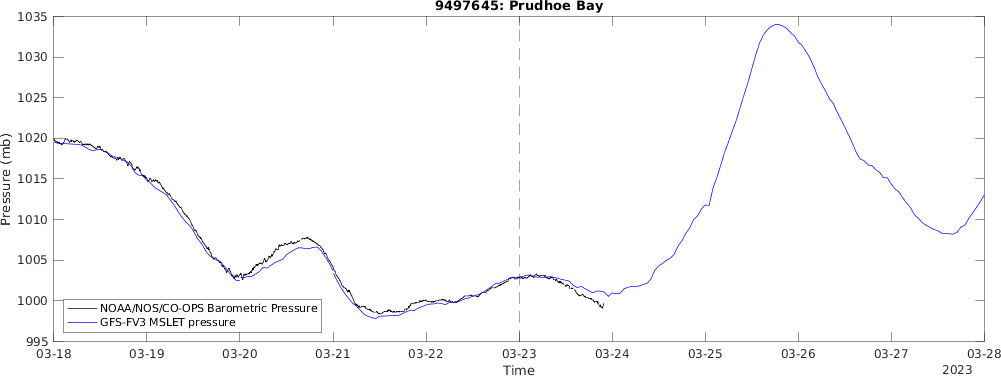 9497645: Prudhoe Bay
1035
1030
1025
1020
1015
1010
1005
1000
995
Pressure (mb)
NOAA/NOS/CO-OPS Barometric Pressure
GFS-FV3 MSLET pressure
03-18 03-19 03-20 03-21 03-22 03-23 03-24 03-25 03-26 03-27 03-28
Time
2023